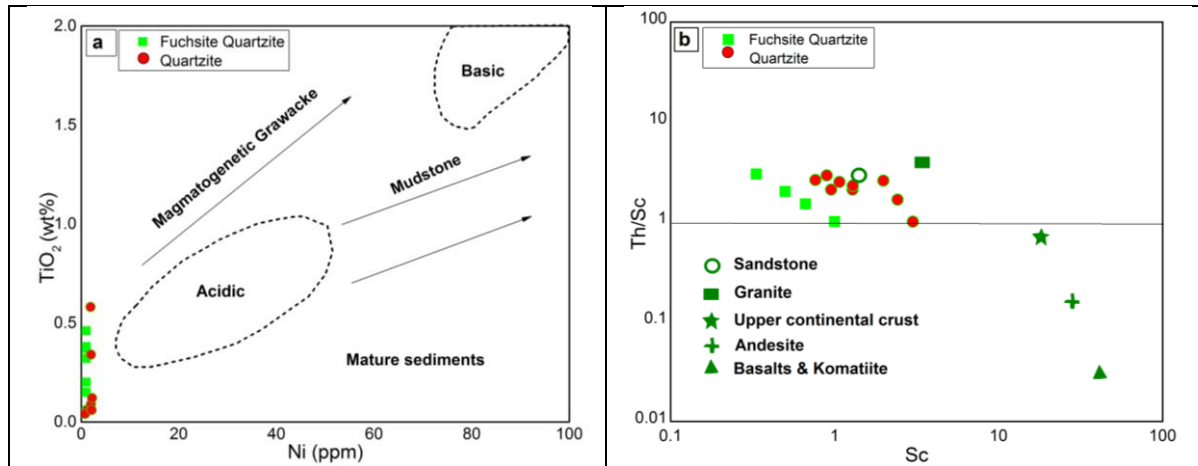 a
Fuchsite Quartzite
Quartzite
2.0
1.5
1.0
0.5
0.0
TiO2 (wt%)
Magmatogenetic Grawacke
Basic
Mudstone
Acidic
Mature sediments
0
20
40
60
80
100
Ni (ppm)
b
Fuchsite Quartzite
Quartzite
100
10
1
0.1
0.01
Th/Sc
Sandstone
Granite
Upper continental crust
Andesite
Basalts & Komatiite
0.1
1
10
100
Sc